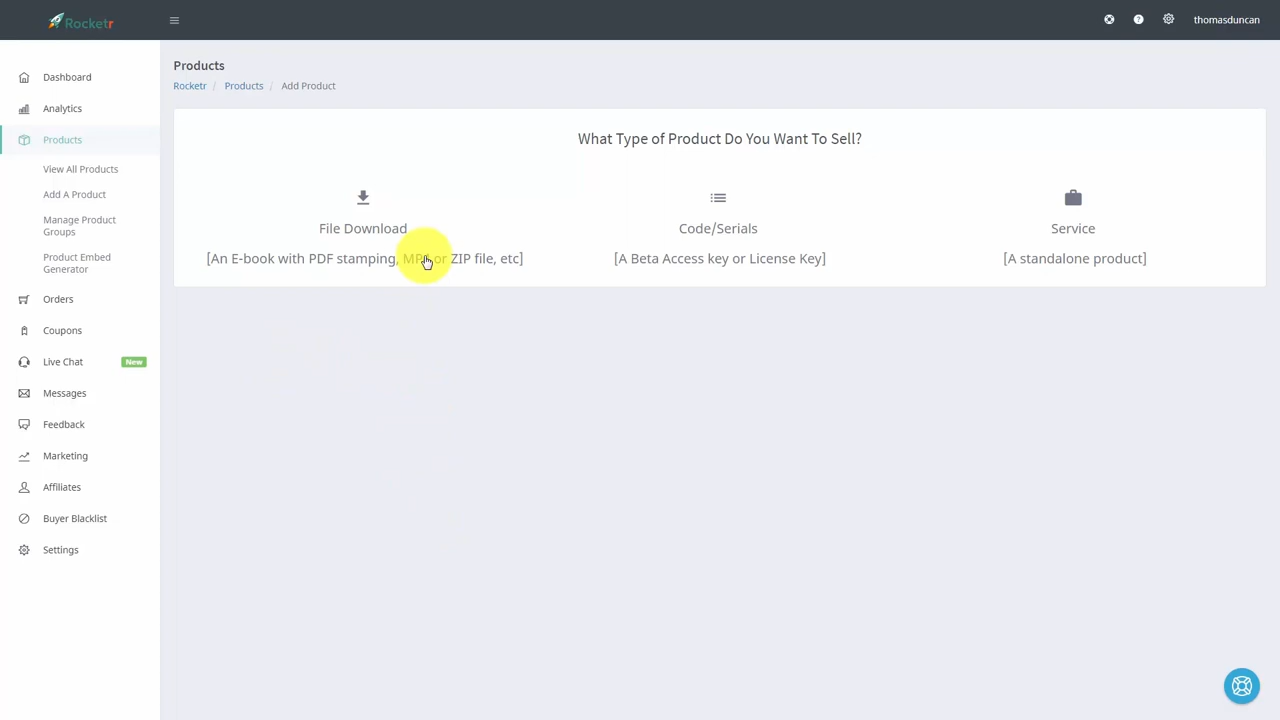 Rocketr
thomasduncan
Dashboard
Analytics
Products
View All Products
Add A Product
Manage Product
Groups
Product Embed
Generator
Orders
Coupons
Live Chat New
Messages
Feedback
Marketing
Affiliates
Buyer Blacklist
Settings
Products
Rocketr / Products / Add Product
What Type of Product Do You Want To Sell?
File Download
[An E-book with PDF stamping, MP3 or ZIP file, etc]
Code/Serials
[A Beta Access key or License Key]
Service
[A standalone product]